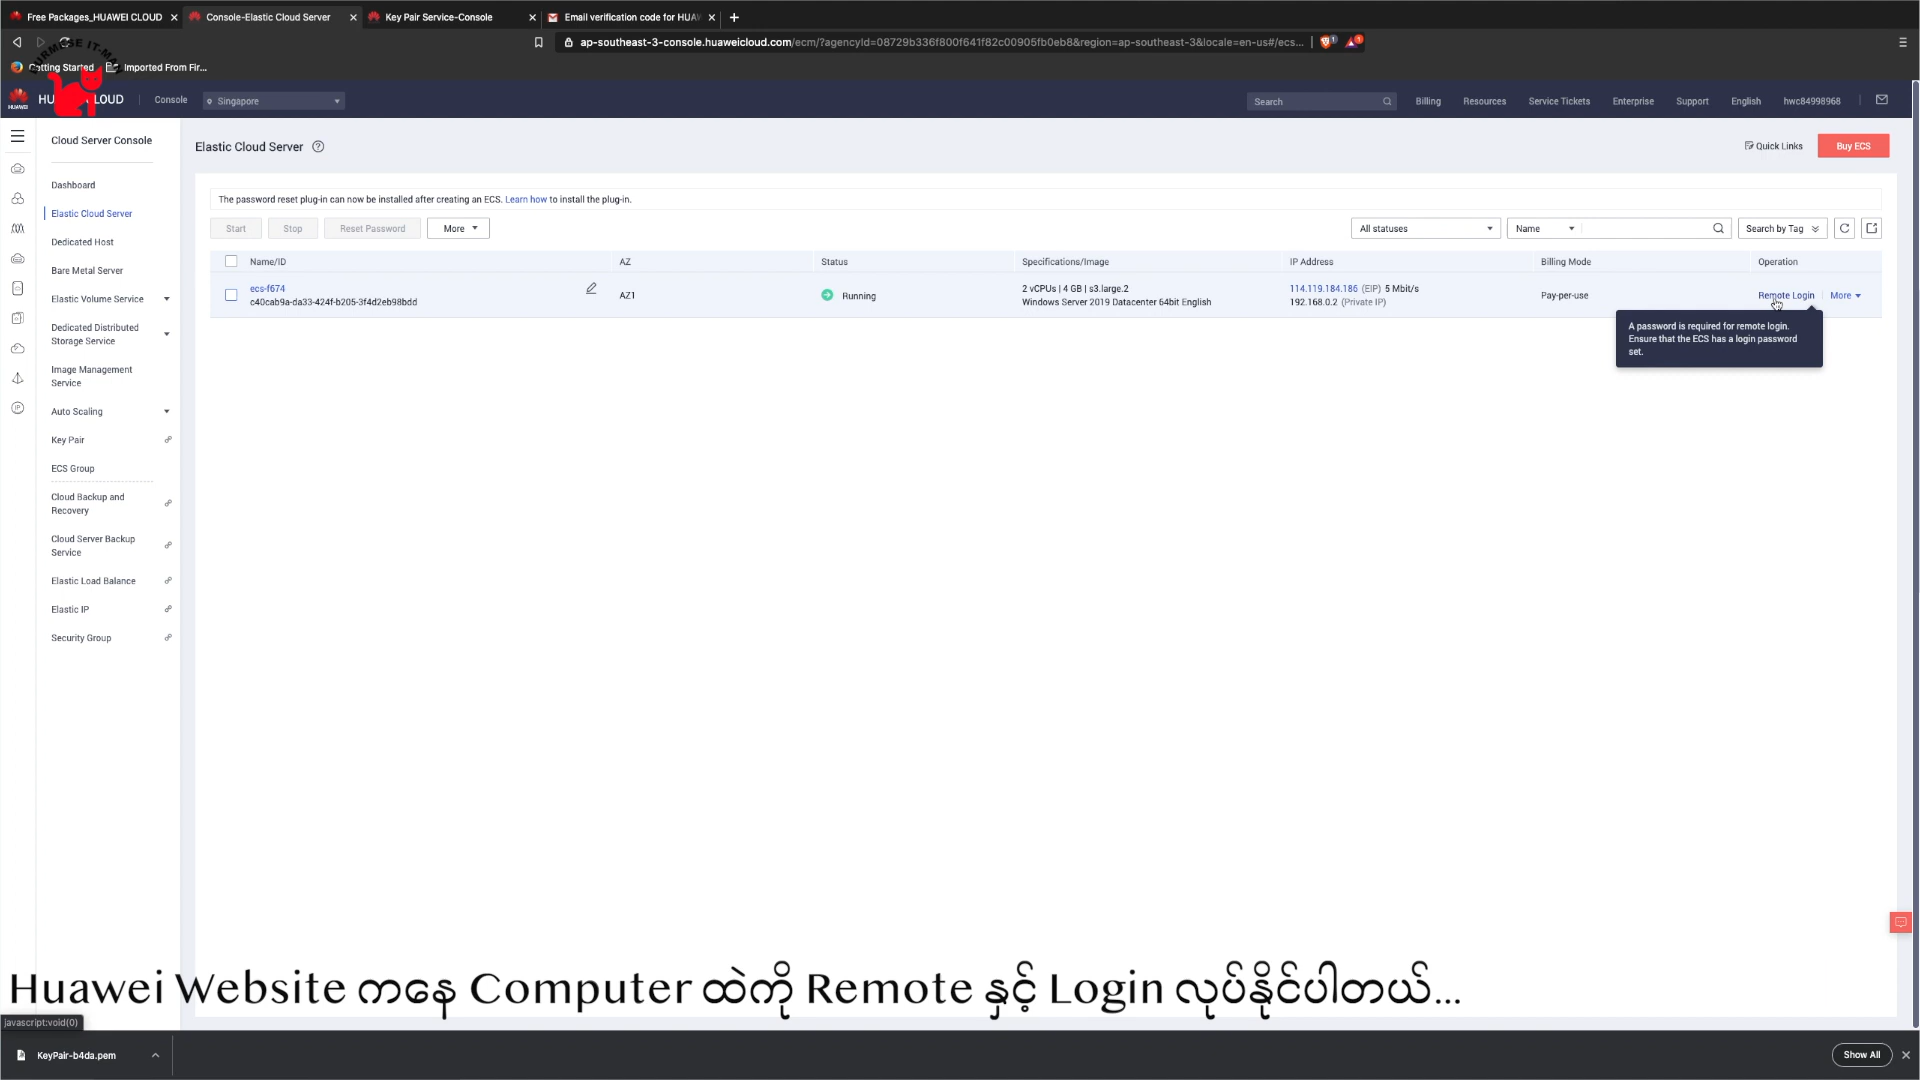 Free Packages_HUAWEI CLOUD
Console-Elastic Cloud Server
Key Pair Service-Console
Email verification code for HUAW
ap-southeast-3-console.huaweicloud.com/ecm/?agencyId=08729b336f800f641f82c00905fb0eb8&region=ap-southeast-3&locale=en-us#/ecs...
Getting Started
Imported From Fir...
HUAWEI
HU
LOUD
Console
Singapore
Search
Billing
Resources
Service Tickets
Enterprise
Support
English
hwc84998968
Cloud Server Console
Dashboard
Elastic Cloud Server
Dedicated Host
Bare Metal Server
Elastic Volume Service
Dedicated Distributed
Storage Service
Image Management
Service
Auto Scaling
Key Pair
ECS Group
Cloud Backup and
Recovery
Cloud Server Backup
Service
Elastic Load Balance
Elastic IP
Security Group
Elastic Cloud Server
Quick Links
Buy ECS
The password reset plug-in can now be installed after creating an ECS. Learn how to install the plug-in.
Start
Stop
Reset Password
More
All statuses
Name
Search by Tag
Name/ID
AZ
Status
Specifications/Image
IP Address
Billing Mode
Operation
ecs-f674
c40cab9a-da33-424f-b205-3f4d2eb98bdd
AZ1
Running
2 vCPUs | 4 GB | s3.large.2
Windows Server 2019 Datacenter 64bit English
114.119.184.186 (EIP) 5 Mbit/s
192.168.0.2 (Private IP)
Pay-per-use
Remote Login
More
A password is required for remote login.
Ensure that the ECS has a login password
set.
Huawei Website ကနေ Computer ထဲကို Remote နှင့် Login လုပ်နိုင်ပါတယ်...
javascript:void(0)
KeyPair-b4da.pem
Show All